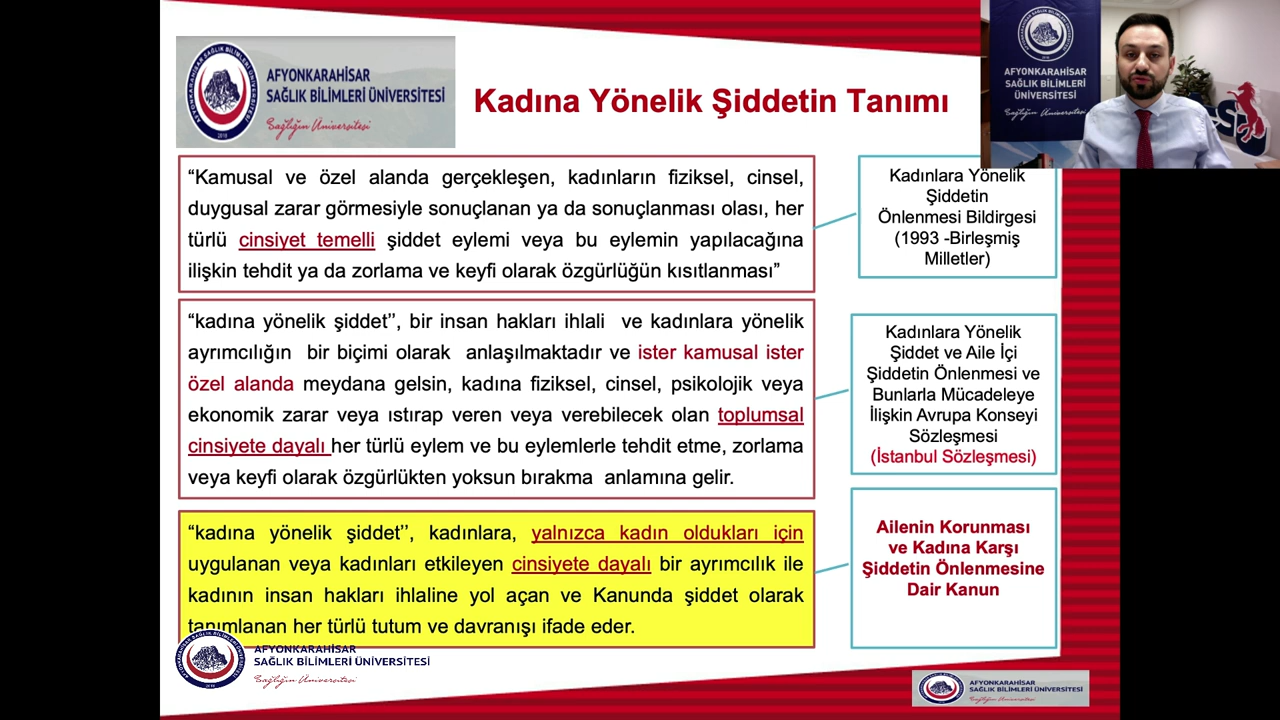 AFYONKARAHİSAR
SAĞLIK BİLİMLERİ ÜNİVERSİTESİ
Sağlığın Üniversitesi
Kadına Yönelik Şiddetin Tanımı
AFYONKARAHİSAR
SAĞLIK BİLİMLERİ
ÜNİVERSİTESİ
Sağlığın Üniversitesi
“Kamusal ve özel alanda gerçekleşen, kadınların fiziksel, cinsel,
duygusal zarar görmesiyle sonuçlanan ya da sonuçlanması olası, her
türlü cinsiyet temelli şiddet eylemi veya bu eylemin yapılacağına
ilişkin tehdit ya da zorlama ve keyfi olarak özgürlüğün kısıtlanması”
Kadınlara Yönelik
Şiddetin
Önlenmesi Bildirgesi
(1993 -Birleşmiş
Milletler)
“kadına yönelik şiddet’’, bir insan hakları ihlali ve kadınlara yönelik
ayrımcılığın bir biçimi olarak anlaşılmaktadır ve ister kamusal ister
özel alanda meydana gelsin, kadına fiziksel, cinsel, psikolojik veya
ekonomik zarar veya ıstırap veren veya verebilecek olan toplumsal
cinsiyete dayalı her türlü eylem ve bu eylemlerle tehdit etme, zorlama
veya keyfi olarak özgürlükten yoksun bırakma anlamına gelir.
Kadınlara Yönelik
Şiddet ve Aile İçi
Şiddetin Önlenmesi ve
Bunlarla Mücadeleye
İlişkin Avrupa Konseyi
Sözleşmesi
(İstanbul Sözleşmesi)
“kadına yönelik şiddet’’, kadınlara, yalnızca kadın oldukları için
uygulanan veya kadınları etkileyen cinsiyete dayalı bir ayrımcılık ile
kadının insan hakları ihlaline yol açan ve Kanunda şiddet olarak
tanımlanan her türlü tutum ve davranışı ifade eder.
Ailenin Korunması
ve Kadına Karşı
Şiddetin Önlenmesine
Dair Kanun
AFYONKARAHİSAR
SAĞLIK BİLİMLERİ ÜNİVERSİTESİ
Sağlığın Üniversitesi
AFYONKARAHİSAR
SAĞLIK BİLİMLERİ ÜNİVERSİTESİ
Sağlığın Üniversitesi